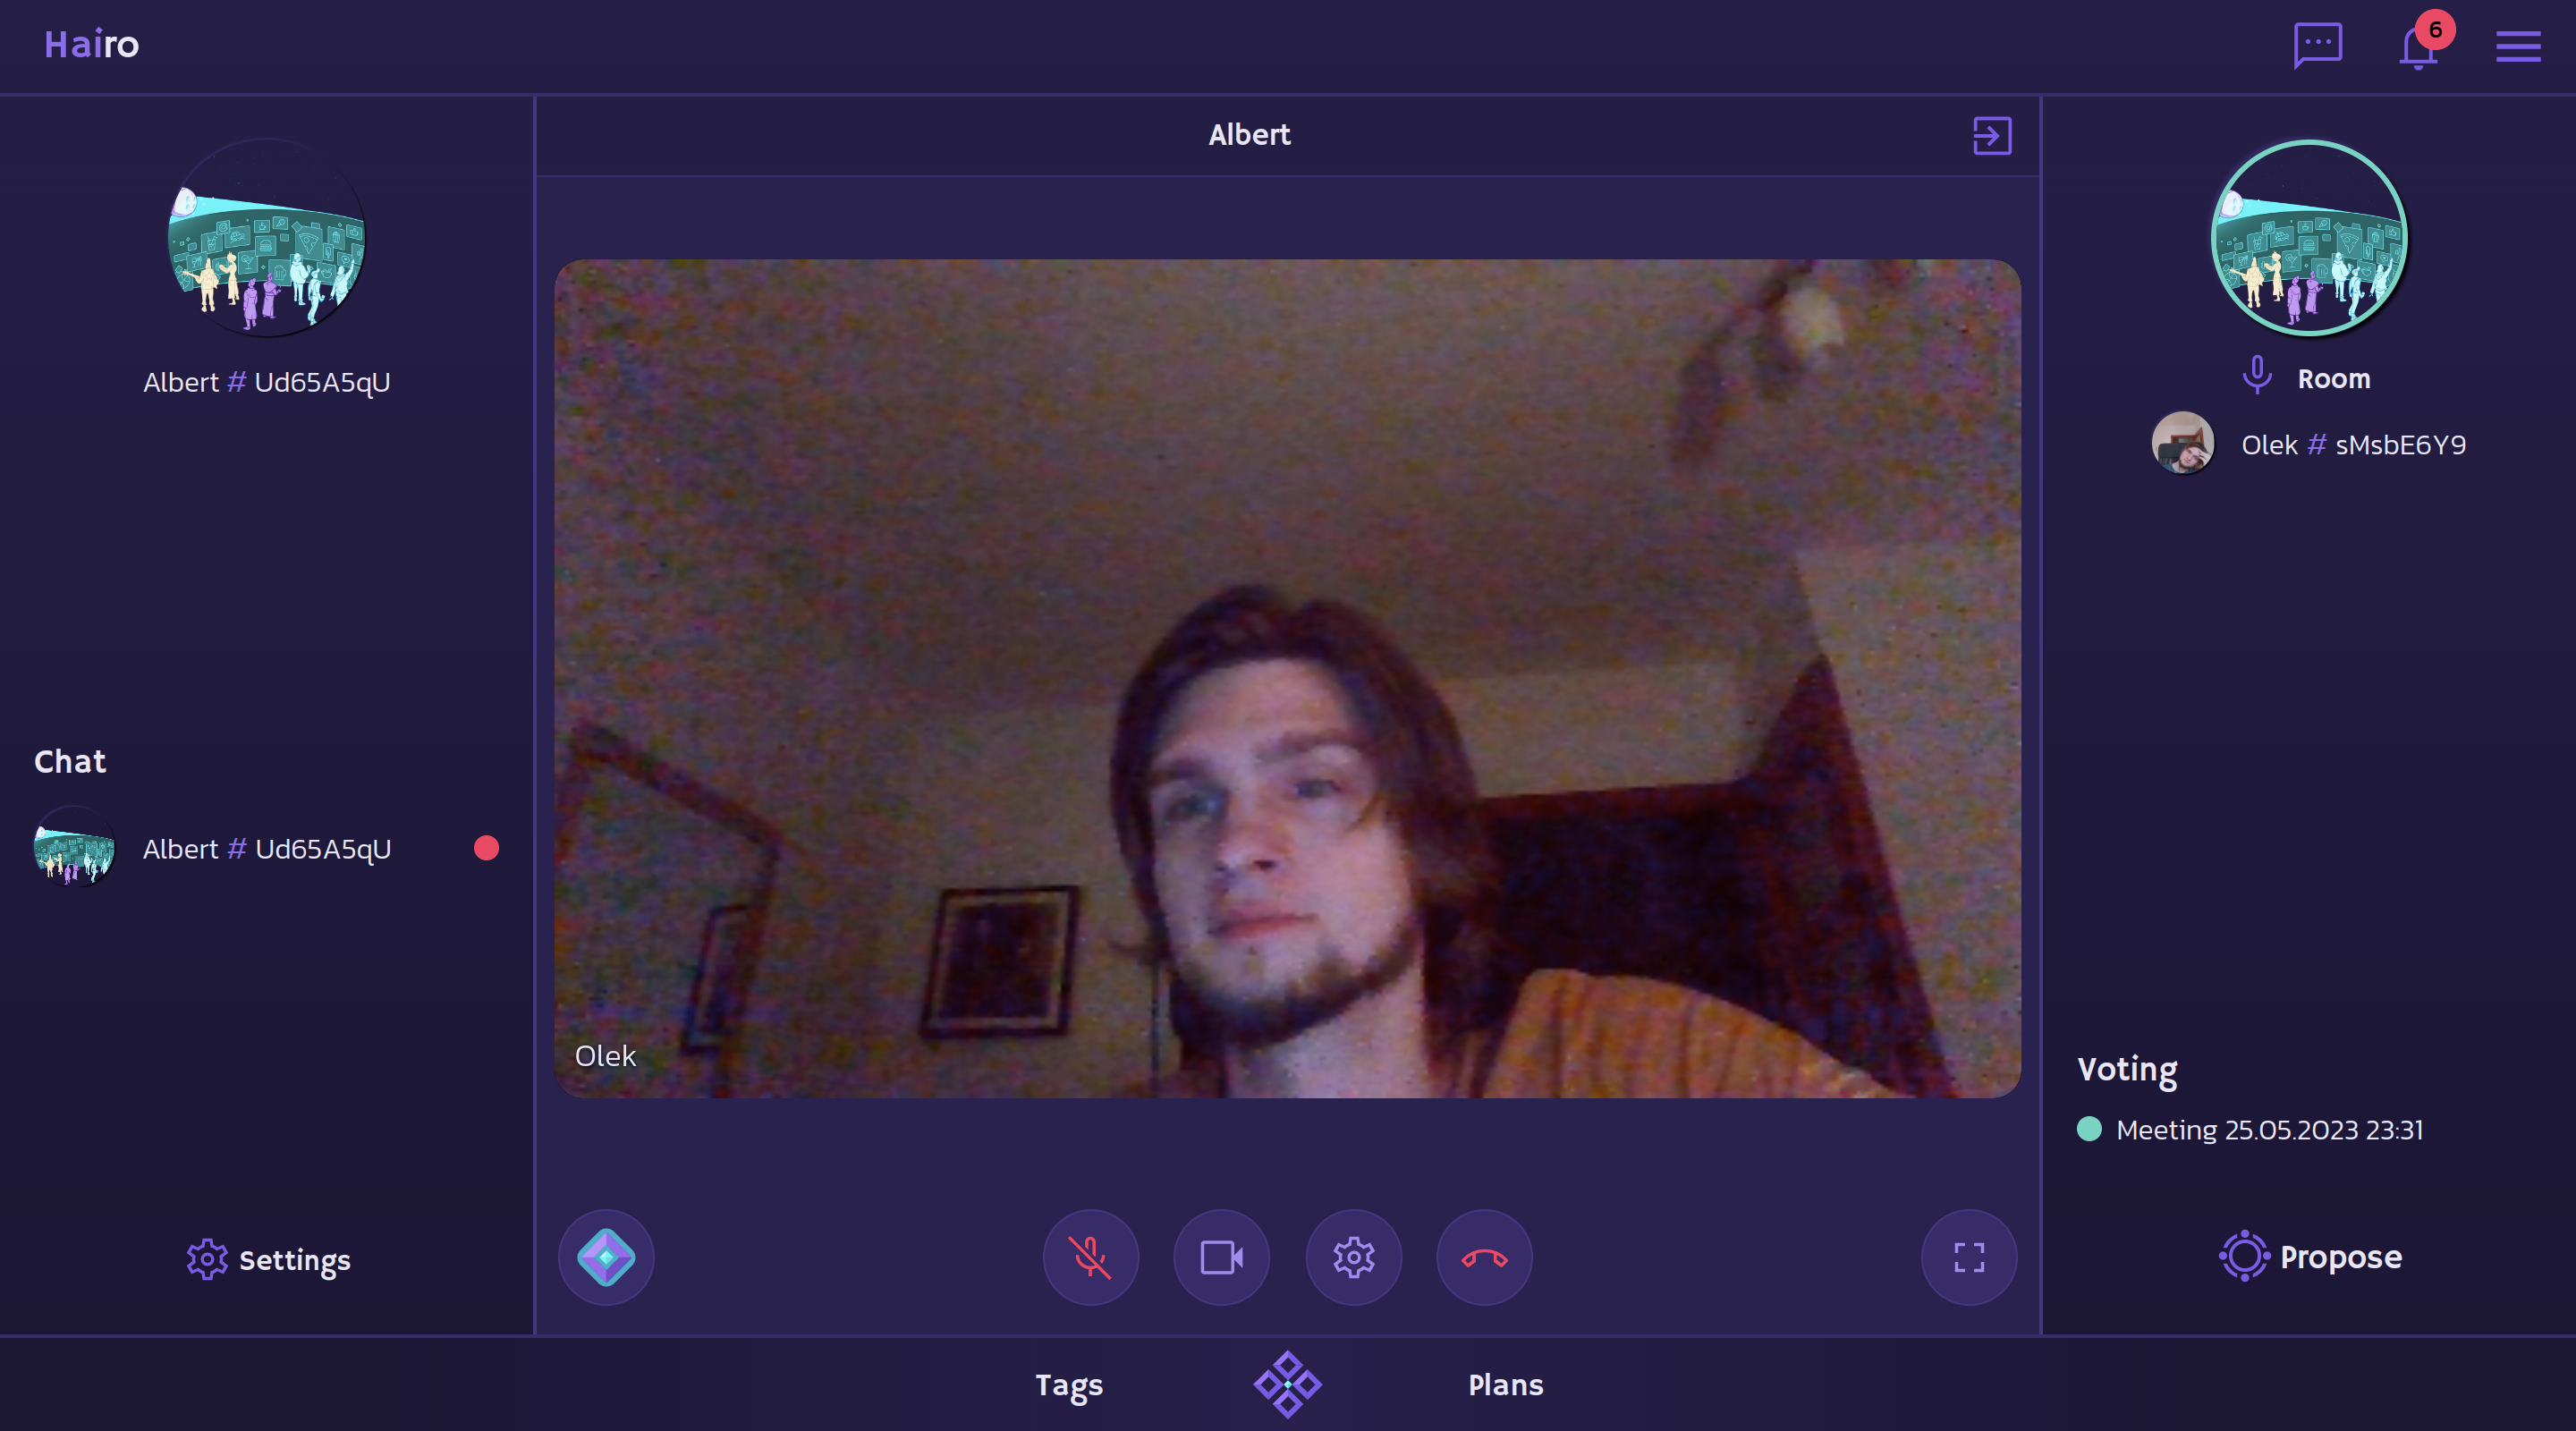 Hairo
6
Albert
Albert # Ud65A5qU
Chat
Albert # Ud65A5qU
Settings
Olek
Room
Olek # sMsbE6Y9
Voting
Meeting 25.05.2023 23:31
Propose
Tags
Plans